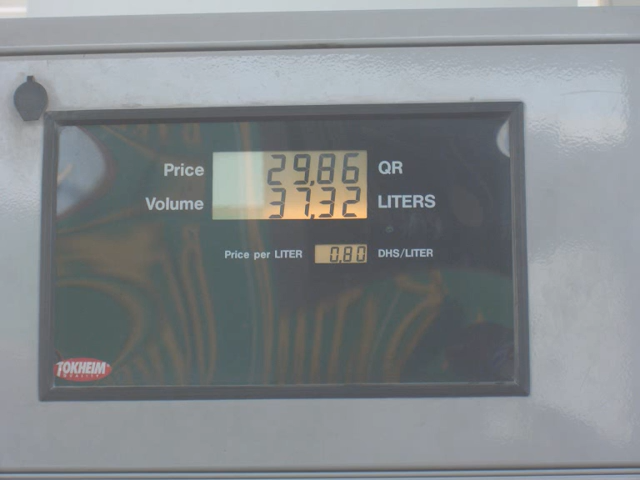 Price 29.86 QR
Volume 37.32 LITERS
Price per LITER 0.80 DHS/LITER
TOKHEIM